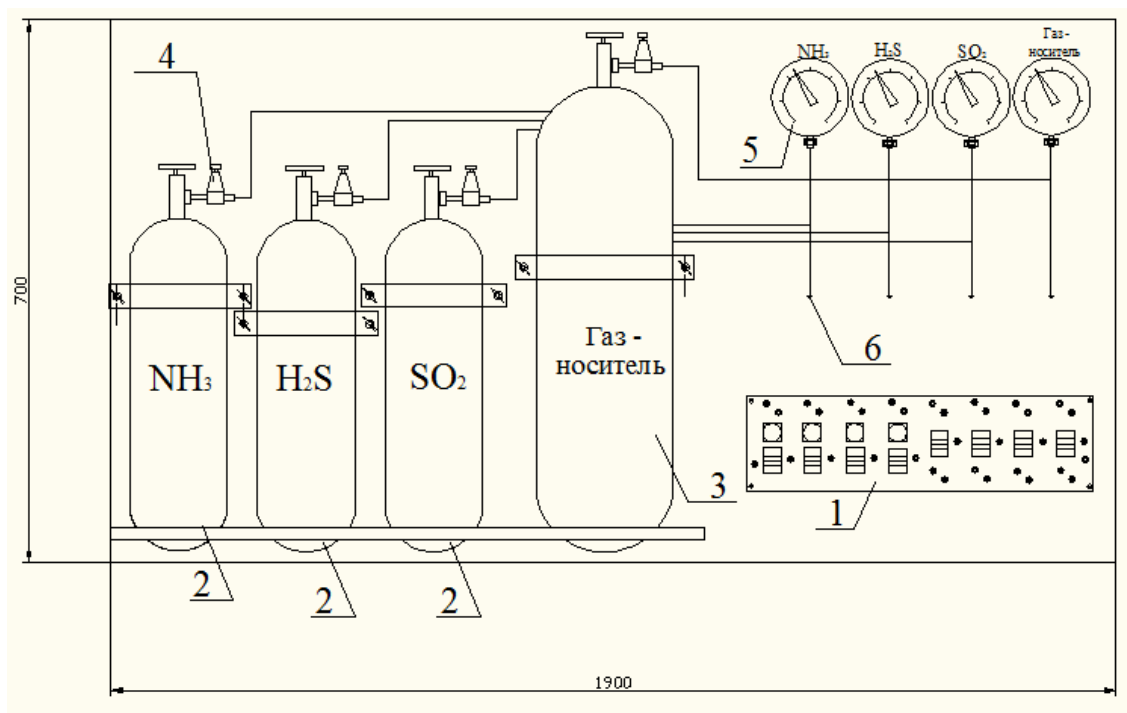 4
NH₃
H₂S
SO₂
Газ -
носитель
5
700
NH₃
H₂S
SO₂
Газ -
носитель
6
3
1
2
2
2
1900